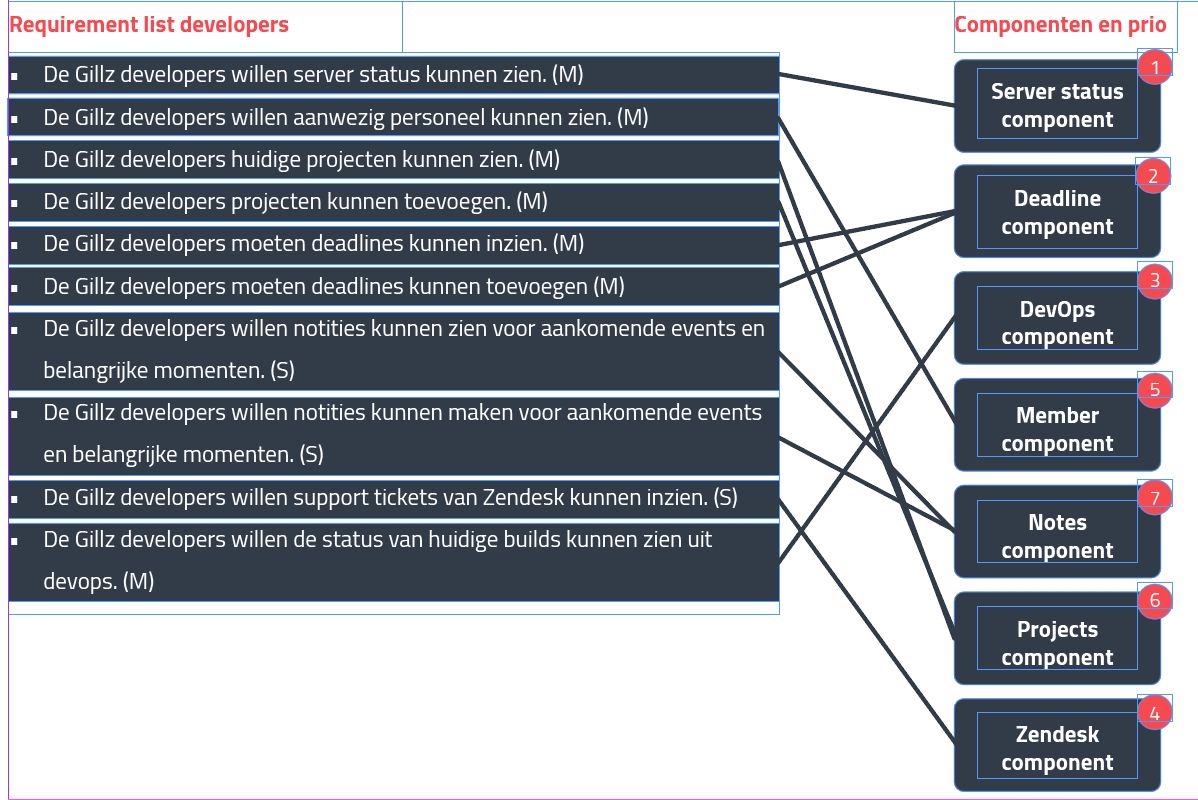 Requirement list developers
De Gillz developers willen server status kunnen zien. (M)
De Gillz developers willen aanwezig personeel kunnen zien. (M)
De Gillz developers huidige projecten kunnen zien. (M)
De Gillz developers projecten kunnen toevoegen. (M)
De Gillz developers moeten deadlines kunnen inzien. (M)
De Gillz developers moeten deadlines kunnen toevoegen (M)
De Gillz developers willen notities kunnen zien voor aankomende events en
belangrijke momenten. (S)
De Gillz developers willen notities kunnen maken voor aankomende events
en belangrijke momenten. (S)
De Gillz developers willen support tickets van Zendesk kunnen inzien. (S)
De Gillz developers willen de status van huidige builds kunnen zien uit
devops. (M)
Componenten en prio
1
Server status
component
2
Deadline
component
3
DevOps
component
5
Member
component
7
Notes
component
6
Projects
component
4
Zendesk
component